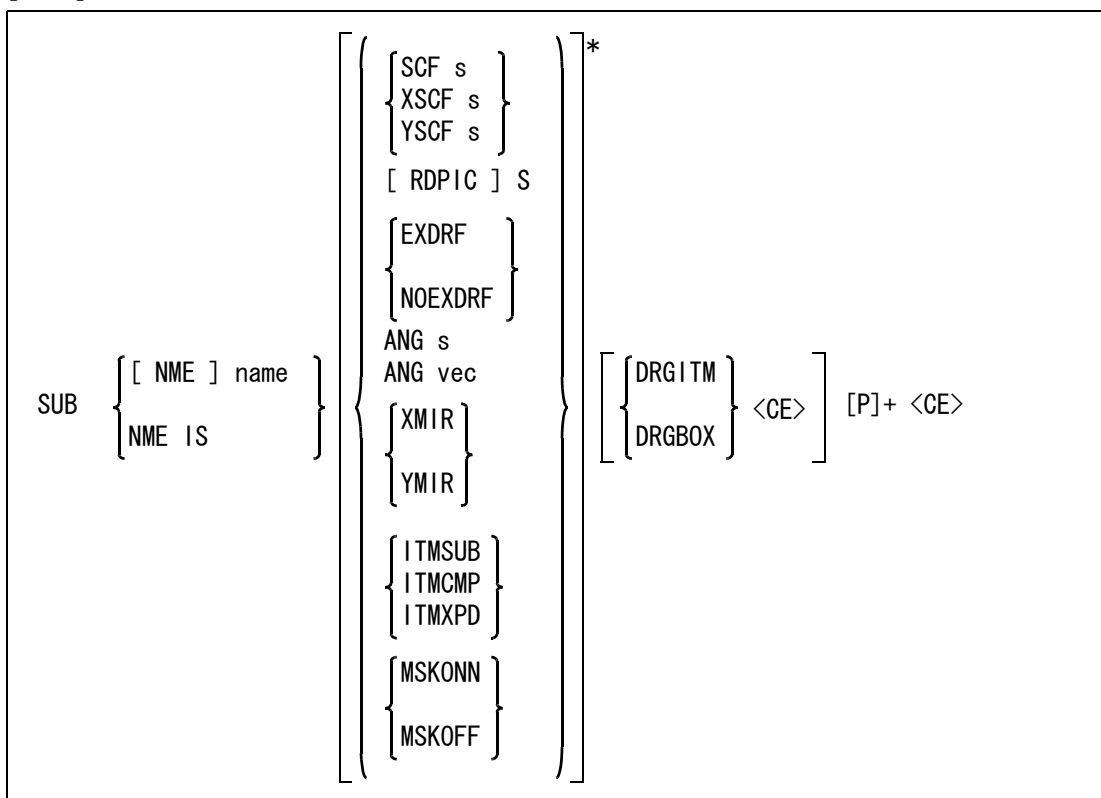 *
SCF s
XSCF s
YSCF s
[ RDPIC ] S
EXDRF
NOEXDRF
ANG s
ANG vec
SUB
[ NME ] name
NME IS
XMIR
YMIR
DRGITM
DRGBOX
<CE>
[P]+ <CE>
ITMSUB
ITMCMP
ITMXPD
MSKONN
MSKOFF